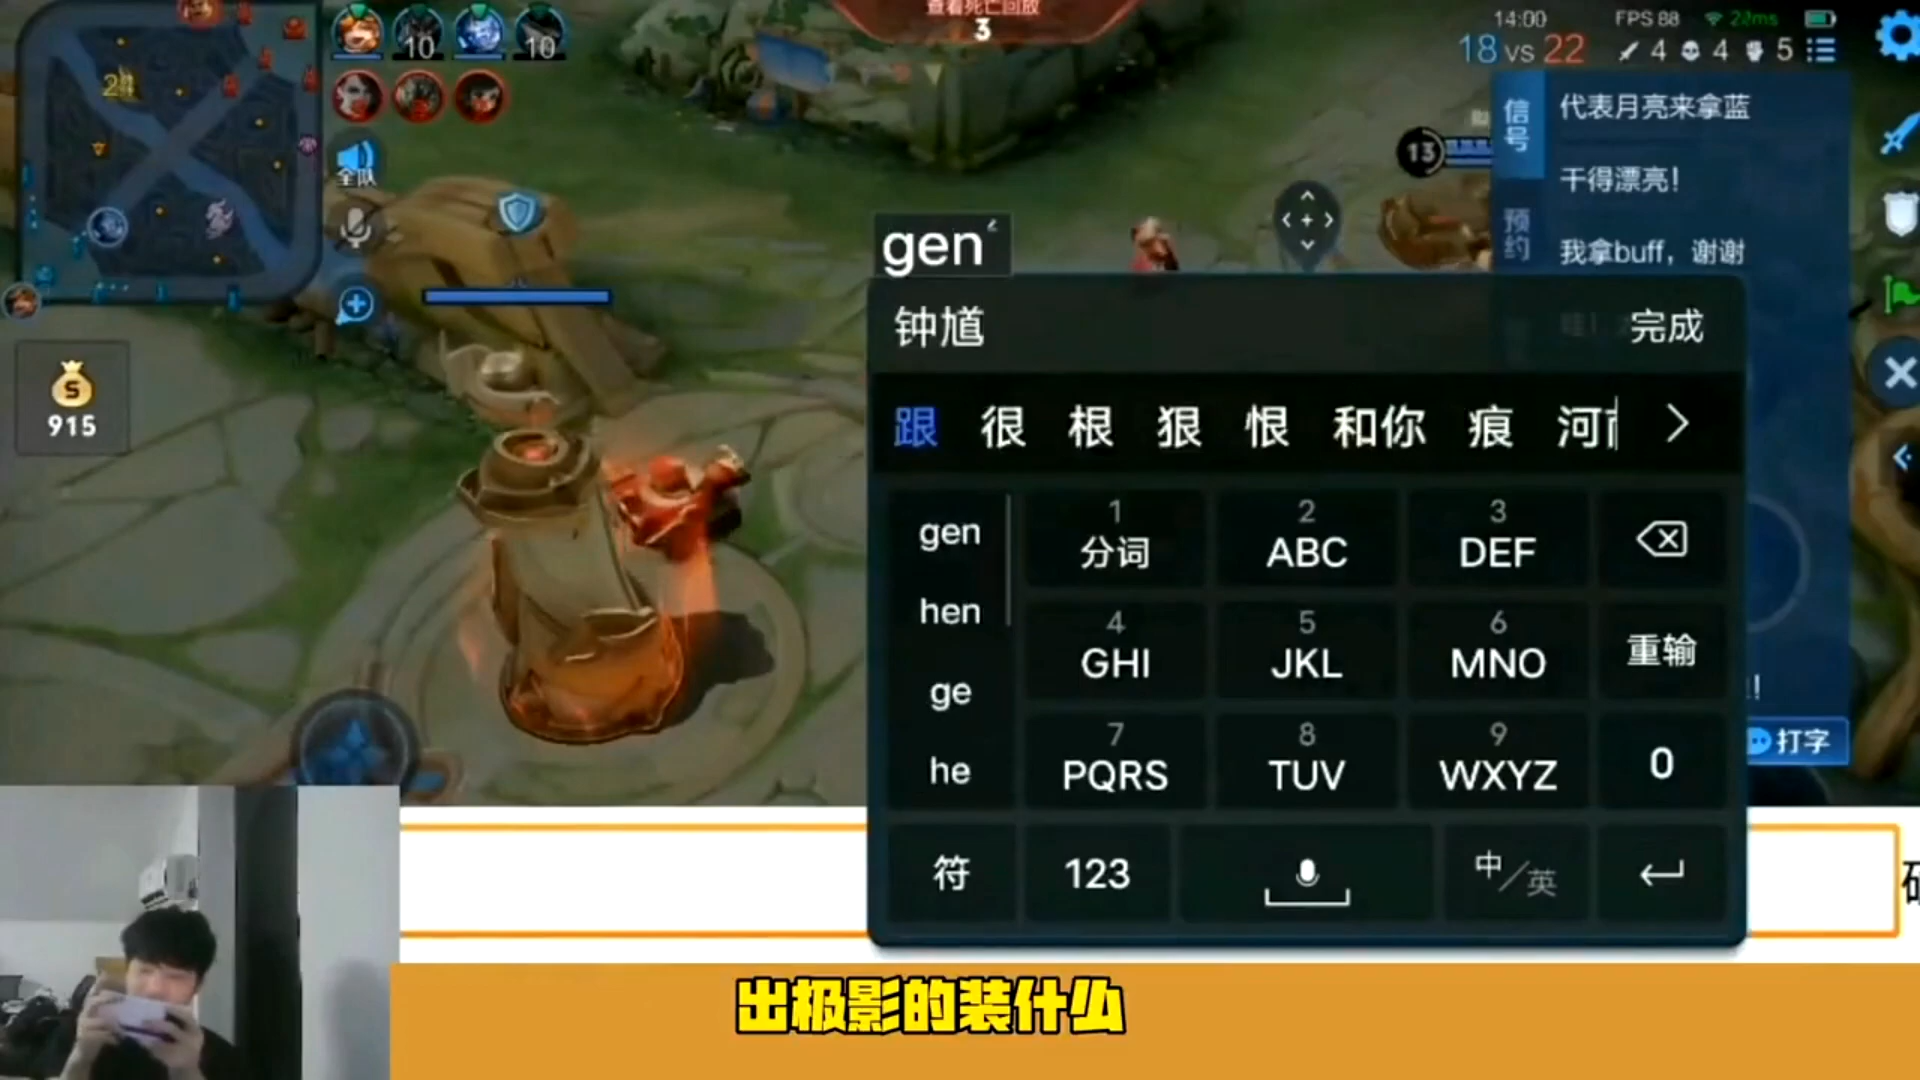 查看死亡回放
3
10
10
24
全队
915
14:00
FPS 88
20ms
18 vs 22
4
4
5
13
信号
预约
代表月亮来拿蓝
干得漂亮!
我拿buff，谢谢
打字
gen
钟馗
完成
跟 很 根 狠 恨 和你 痕
gen
hen
ge
he
1
分词
2
ABC
3
DEF
4
GHI
5
JKL
6
MNO
重输
7
PQRS
8
TUV
9
WXYZ
0
符
123
中/英
出极影的装什么